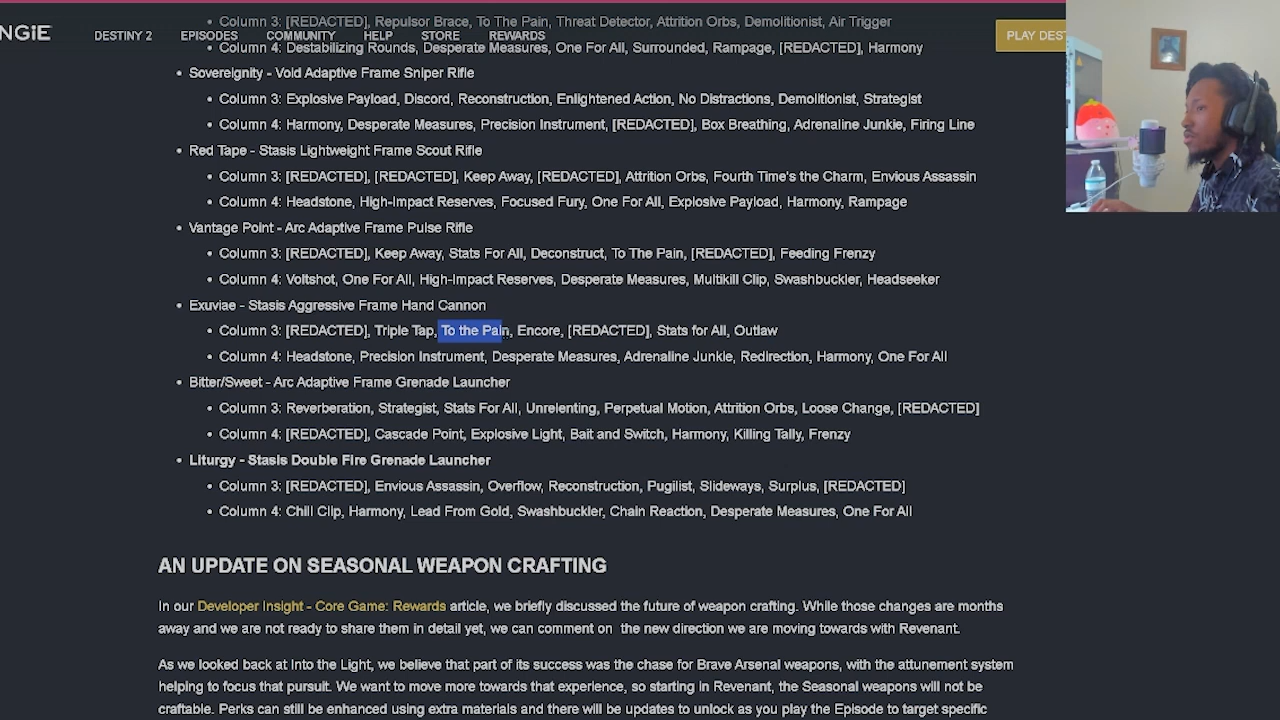 Column 3: [REDACTED], Repulsor Brace, To The Pain, Threat Detector, Attrition Orbs, Demolitionist, Air Trigger
NGiE DESTINY 2 EPISODES COMMUNITY HELP STORE REWARDS PLAY DEST
Column 4: Destabilizing Rounds, Desperate Measures, One For All, Surrounded, Rampage, [REDACTED], Harmony
• Sovereignity - Void Adaptive Frame Sniper Rifle
• Column 3: Explosive Payload, Discord, Reconstruction, Enlightened Action, No Distractions, Demolitionist, Strategist
• Column 4: Harmony, Desperate Measures, Precision Instrument, [REDACTED], Box Breathing, Adrenaline Junkie, Firing Line
• Red Tape - Stasis Lightweight Frame Scout Rifle
• Column 3: [REDACTED], [REDACTED], Keep Away, [REDACTED], Attrition Orbs, Fourth Time's the Charm, Envious Assassin
• Column 4: Headstone, High-Impact Reserves, Focused Fury, One For All, Explosive Payload, Harmony, Rampage
• Vantage Point - Arc Adaptive Frame Pulse Rifle
• Column 3: [REDACTED], Keep Away, Stats For All, Deconstruct, To The Pain, [REDACTED], Feeding Frenzy
• Column 4: Voltshot, One For All, High-Impact Reserves, Desperate Measures, Multikill Clip, Swashbuckler, Headseeker
• Exuviae - Stasis Aggressive Frame Hand Cannon
• Column 3: [REDACTED], Triple Tap, To the Pain, Encore, [REDACTED], Stats for All, Outlaw
• Column 4: Headstone, Precision Instrument, Desperate Measures, Adrenaline Junkie, Redirection, Harmony, One For All
• Bitter/Sweet - Arc Adaptive Frame Grenade Launcher
• Column 3: Reverberation, Strategist, Stats For All, Unrelenting, Perpetual Motion, Attrition Orbs, Loose Change, [REDACTED]
• Column 4: [REDACTED], Cascade Point, Explosive Light, Bait and Switch, Harmony, Killing Tally, Frenzy
• Liturgy - Stasis Double Fire Grenade Launcher
• Column 3: [REDACTED], Envious Assassin, Overflow, Reconstruction, Pugilist, Slideways, Surplus, [REDACTED]
• Column 4: Chill Clip, Harmony, Lead From Gold, Swashbuckler, Chain Reaction, Desperate Measures, One For All
AN UPDATE ON SEASONAL WEAPON CRAFTING
In our Developer Insight - Core Game: Rewards article, we briefly discussed the future of weapon crafting. While those changes are months
away and we are not ready to share them in detail yet, we can comment on the new direction we are moving towards with Revenant.
As we looked back at Into the Light, we believe that part of its success was the chase for Brave Arsenal weapons, with the attunement system
helping to focus that pursuit. We want to move more towards that experience, so starting in Revenant, the Seasonal weapons will not be
craftable. Perks can still be enhanced using extra materials and there will be updates to unlock as you play the Episode to target specific